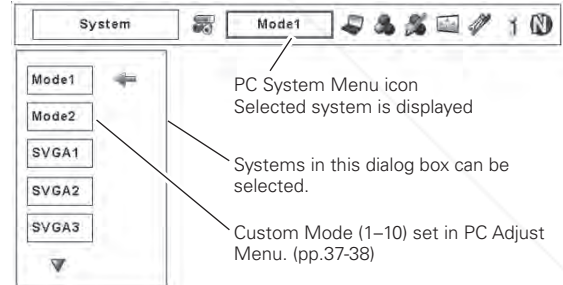 System Mode1
Mode1
Mode2
SVGA1
SVGA2
SVGA3
PC System Menu icon
Selected system is displayed
Systems in this dialog box can be
selected.
Custom Mode (1–10) set in PC Adjust
Menu. (pp.37-38)